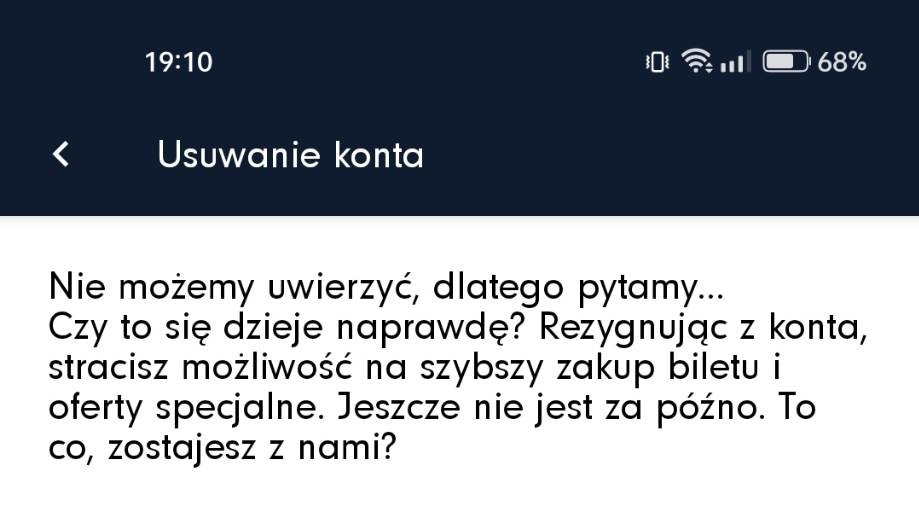 19:10
68%
Usuwanie konta
Nie możemy uwierzyć, dlatego pytamy...
Czy to się dzieje naprawdę? Rezygnując z konta,
stracisz możliwość na szybszy zakup biletu i
oferty specjalne. Jeszcze nie jest za późno. To
co, zostajesz z nami?